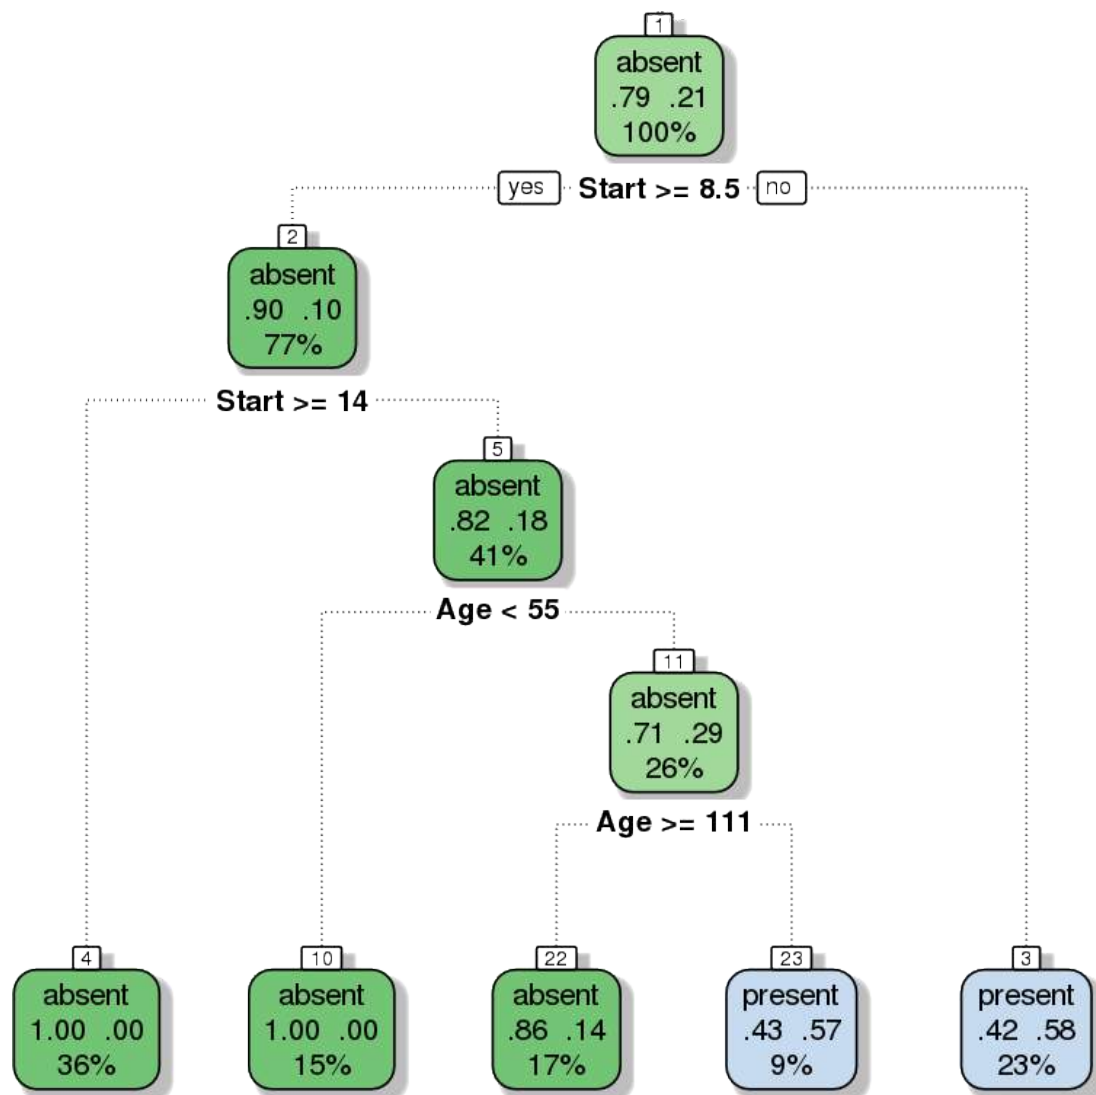 1
absent
.79 .21
100%
yes Start >= 8.5 no
2
absent
.90 .10
77%
Start >= 14
5
absent
.82 .18
41%
Age < 55
11
absent
.71 .29
26%
Age >= 111
4
absent
1.00 .00
36%
10
absent
1.00 .00
15%
22
absent
.86 .14
17%
23
present
.43 .57
9%
3
present
.42 .58
23%